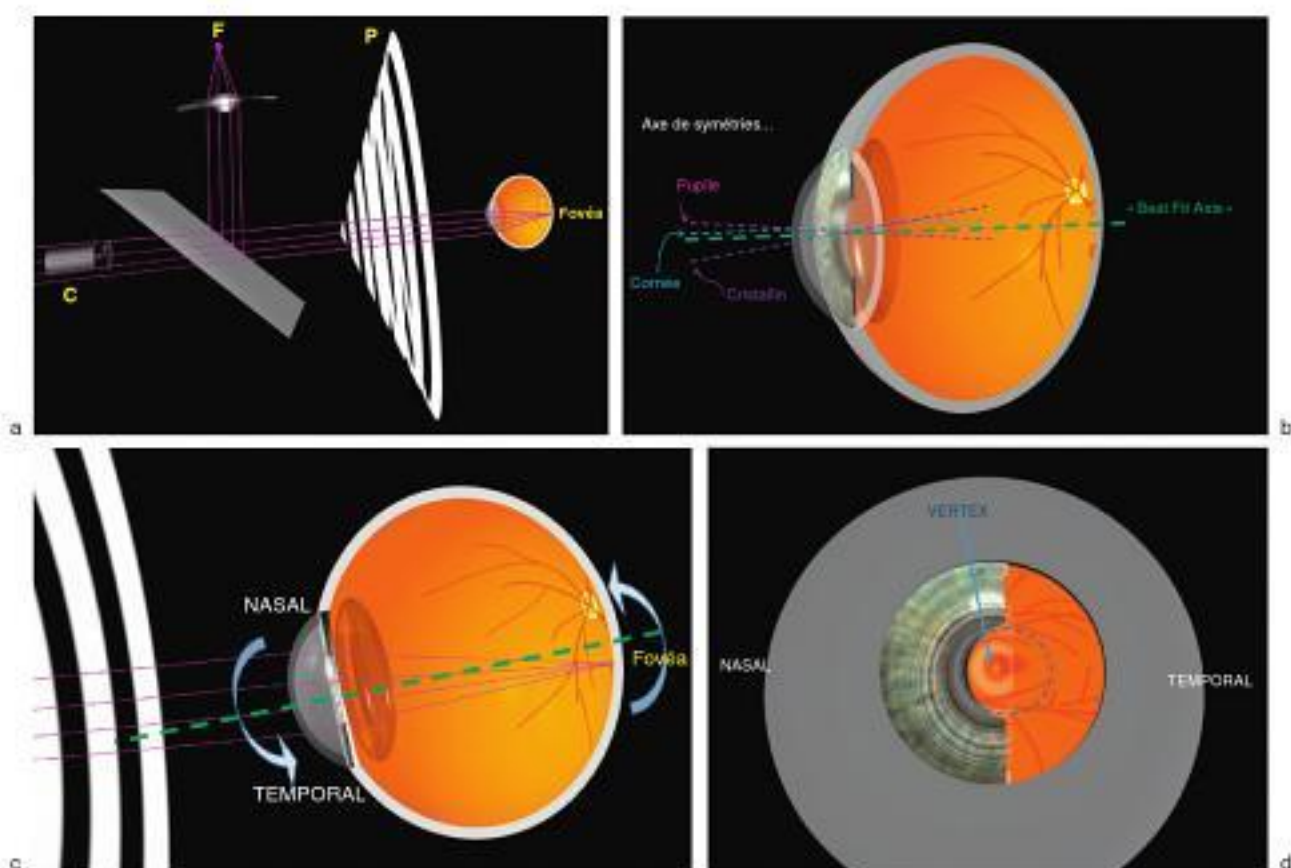 F
P
Fovéa
C
a
Axe de symétries...
Pupille
Cornée
Cristallin
« Best Fit Axis »
b
NASAL
TEMPORAL
Fovéa
c
VERTEX
NASAL
TEMPORAL
d